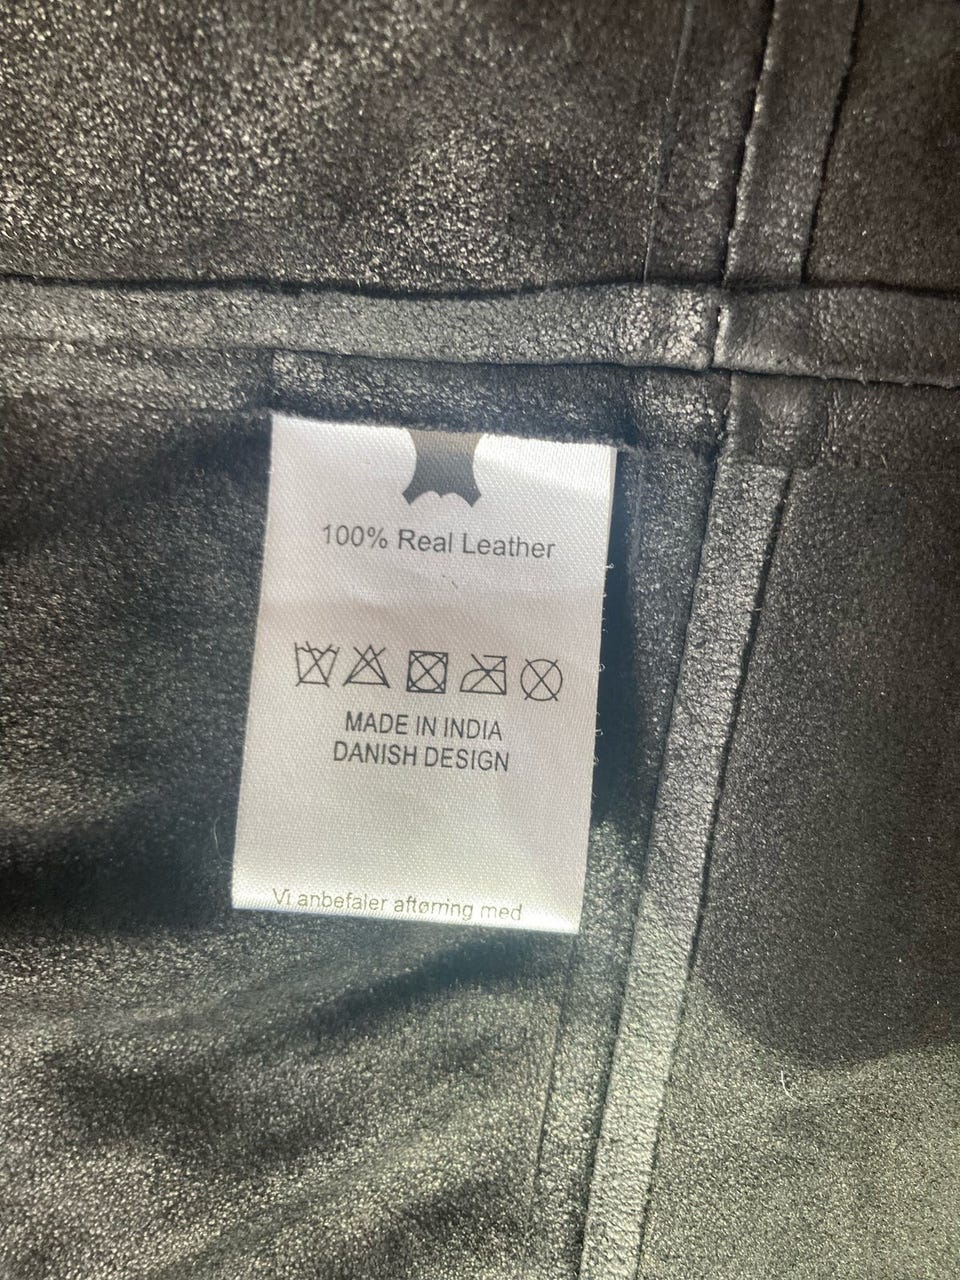 100% Real Leather
MADE IN INDIA
DANISH DESIGN
Vi anbefaler aftørring med